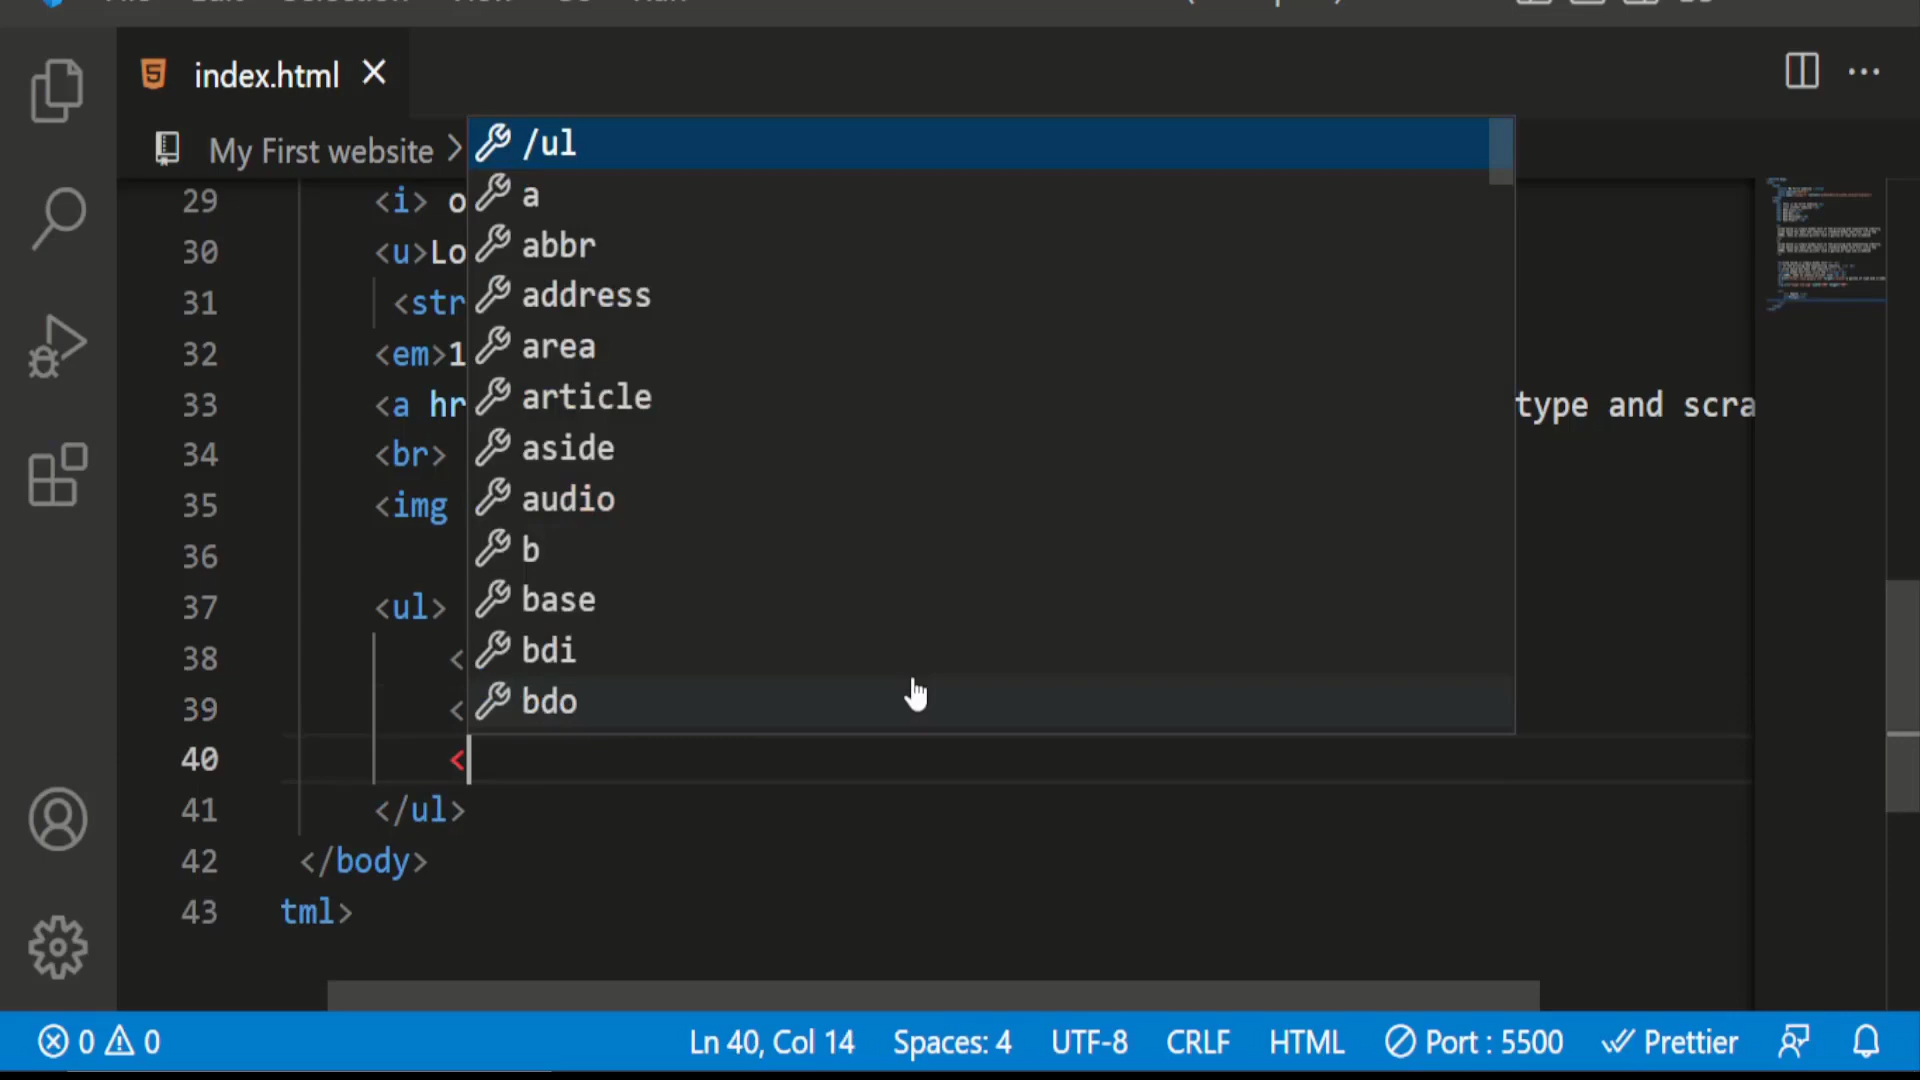 index.html
My First website >
/ul
a
abbr
address
area
article
aside
audio
b
base
bdi
bdo
29 <i> o
30 <u>Lo
31 <str
32 <em>1
33 <a hr type and scra
34 <br>
35 <img
36
37 <ul>
38 <
39 <
40 <
41 </ul>
42 </body>
43 tml>
0 0 Ln 40, Col 14 Spaces: 4 UTF-8 CRLF HTML Port : 5500 Prettier